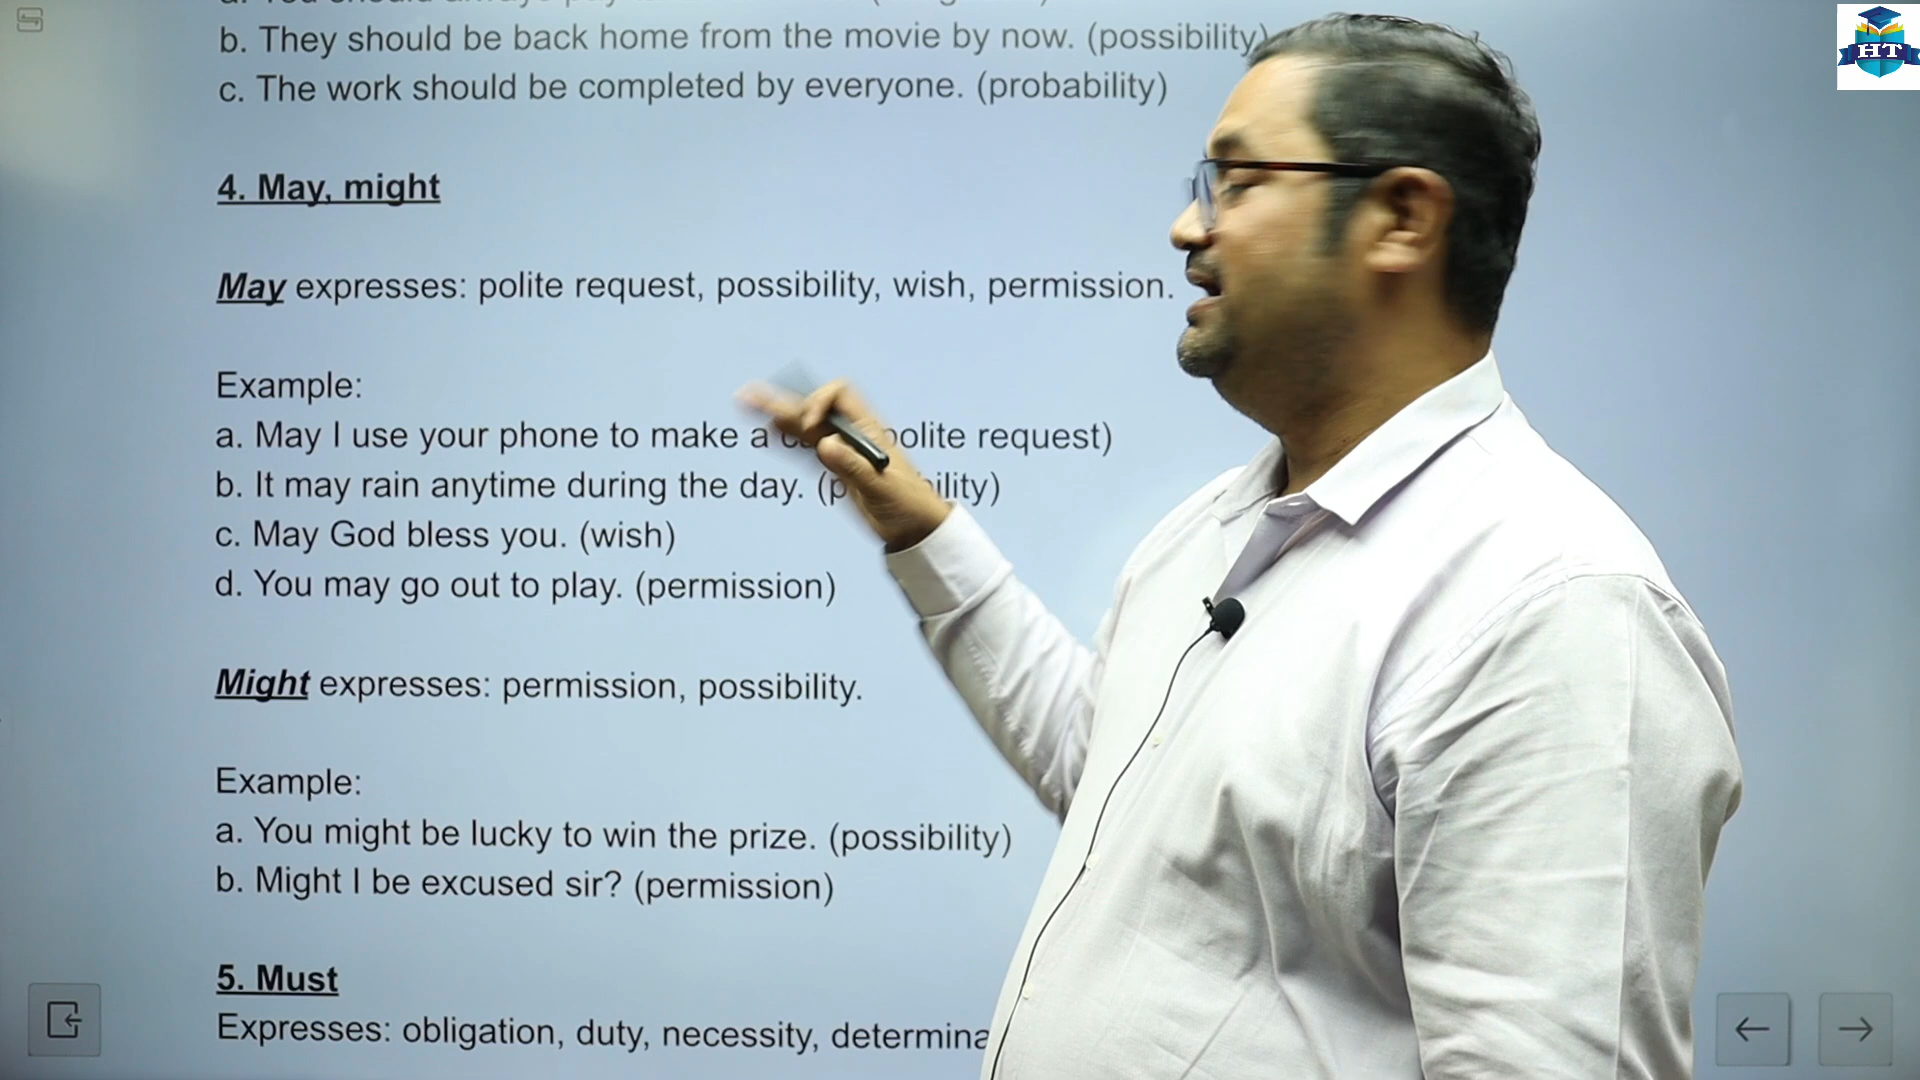 b. They should be back home from the movie by now. (possibility)
c. The work should be completed by everyone. (probability)
4. May, might
May expresses: polite request, possibility, wish, permission.
Example:
a. May I use your phone to make a polite request)
b. It may rain anytime during the day.
c. May God bless you. (wish)
d. You may go out to play. (permission)
Might expresses: permission, possibility.
Example:
a. You might be lucky to win the prize. (possibility)
b. Might I be excused sir? (permission)
5. Must
Expresses: obligation, duty, necessity,
HT